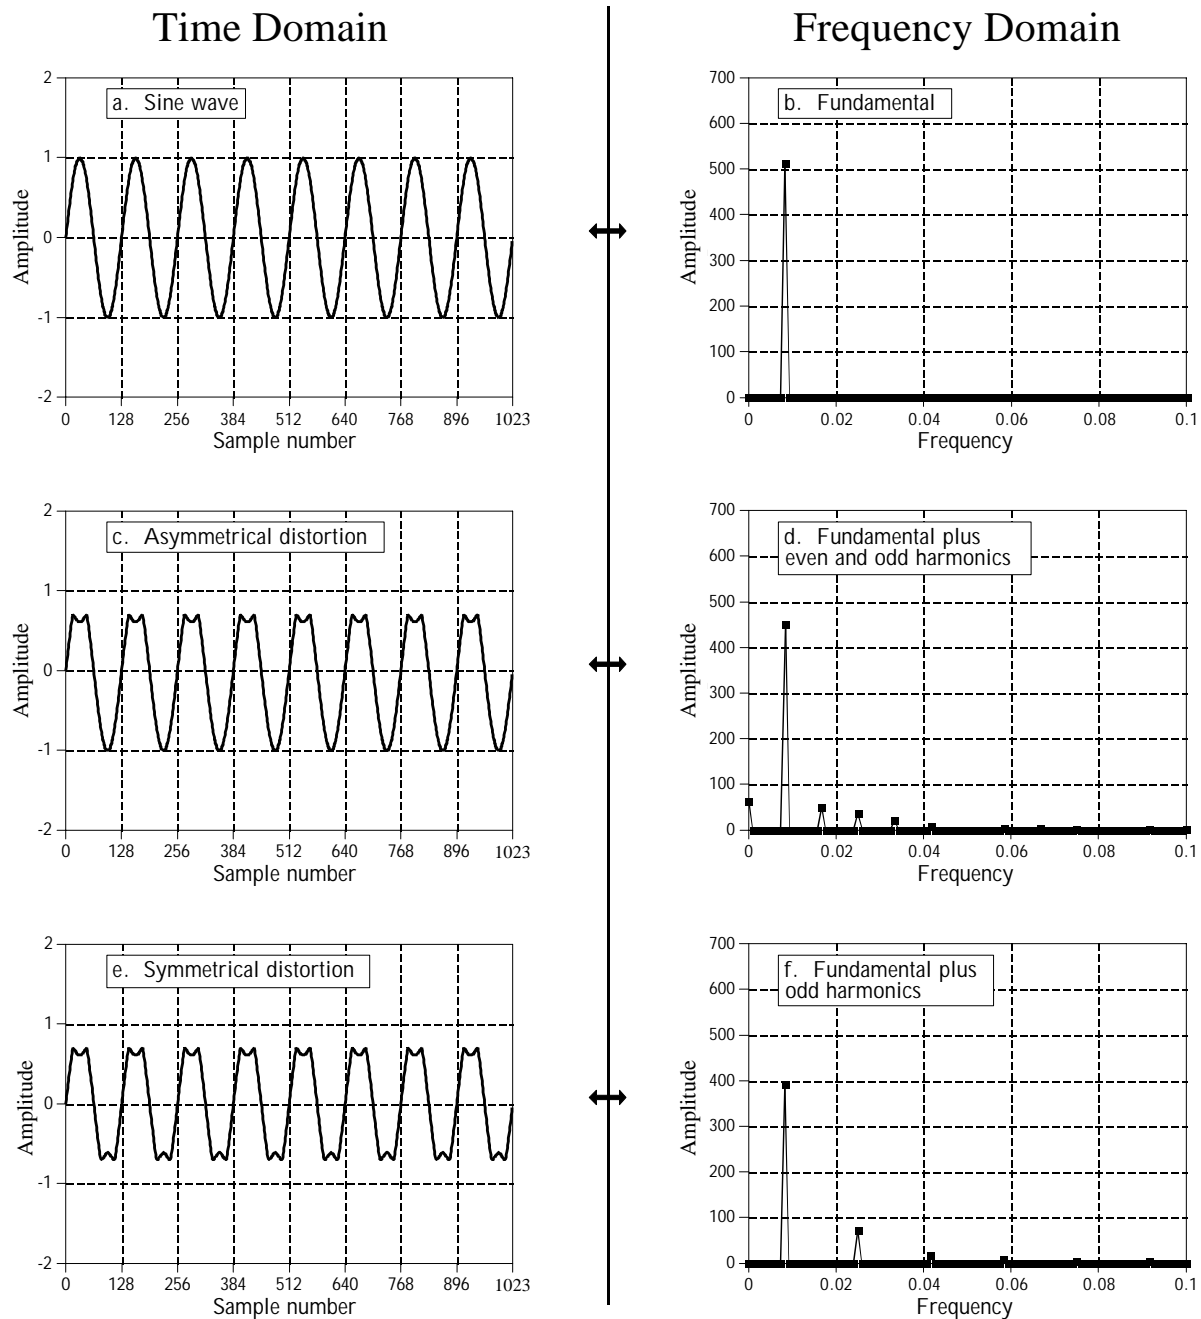 Time Domain
Frequency Domain
2
1
0
-1
-2
Amplitude
a. Sine wave
0 128 256 384 512 640 768 896 1023
Sample number
700
600
500
400
300
200
100
0
Amplitude
b. Fundamental
0 0.02 0.04 0.06 0.08 0.1
Frequency
2
1
0
-1
-2
Amplitude
c. Asymmetrical distortion
0 128 256 384 512 640 768 896 1023
Sample number
700
600
500
400
300
200
100
0
Amplitude
d. Fundamental plus
even and odd harmonics
0 0.02 0.04 0.06 0.08 0.1
Frequency
2
1
0
-1
-2
Amplitude
e. Symmetrical distortion
0 128 256 384 512 640 768 896 1023
Sample number
700
600
500
400
300
200
100
0
Amplitude
f. Fundamental plus
odd harmonics
0 0.02 0.04 0.06 0.08 0.1
Frequency